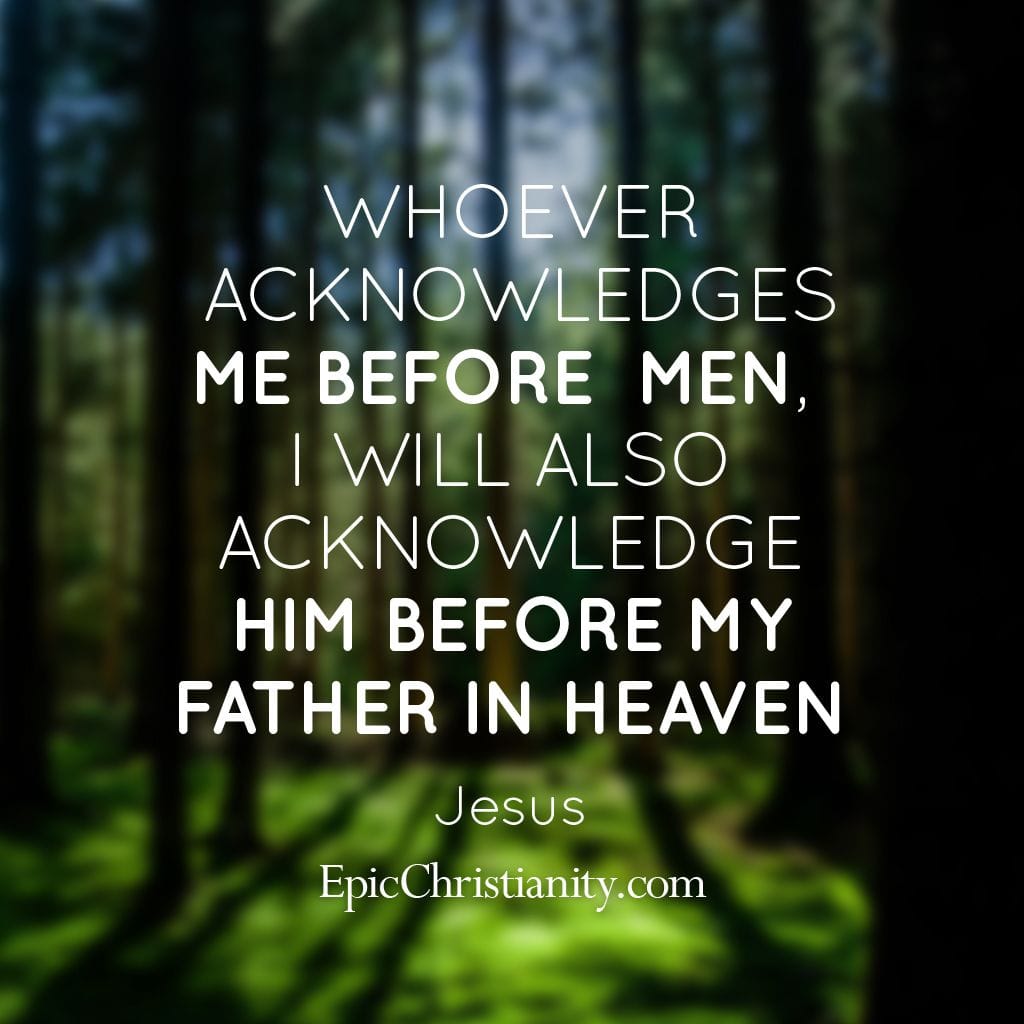 WHOEVER
ACKNOWLEDGES
ME BEFORE MEN,
I WILL ALSO
ACKNOWLEDGE
HIM BEFORE MY
FATHER IN HEAVEN
Jesus
EpicChristianity.com